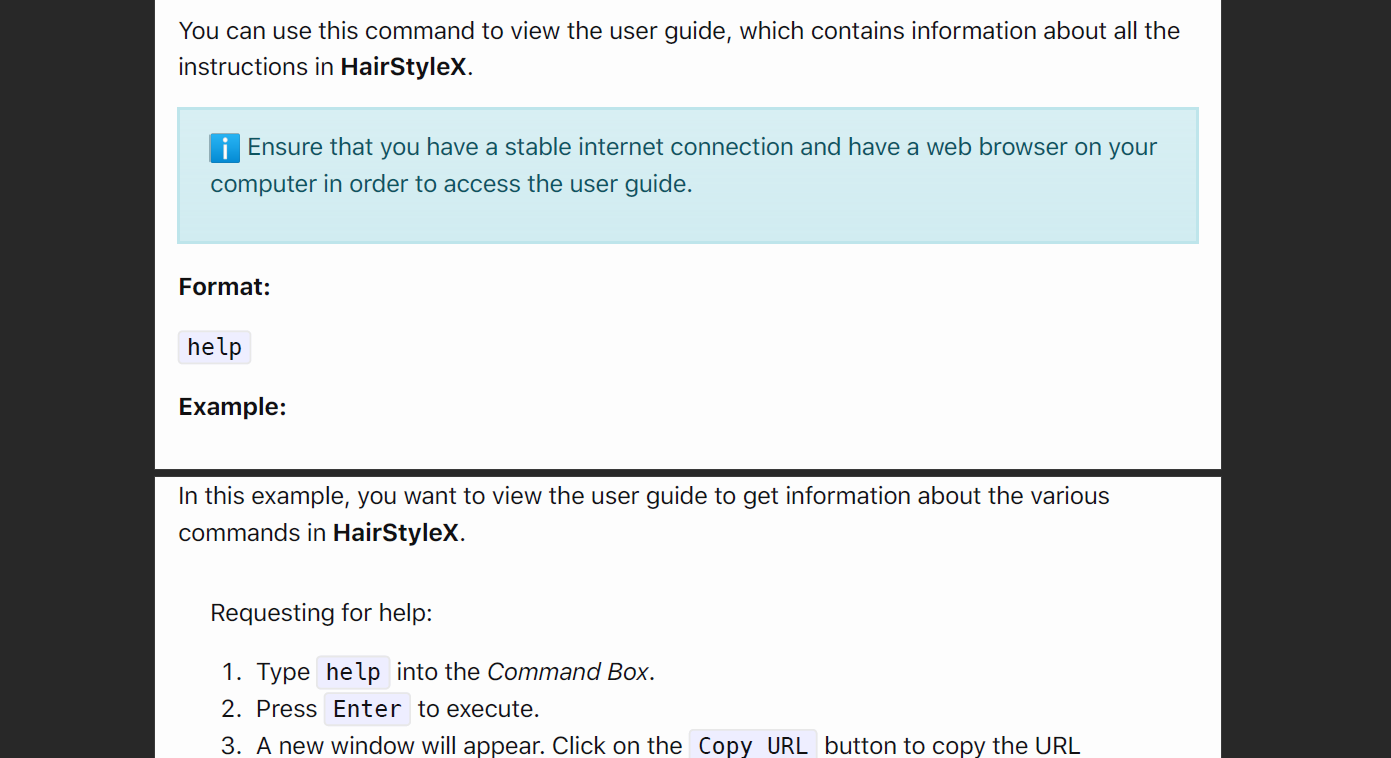 You can use this command to view the user guide, which contains information about all the
instructions in HairStyleX.
ℹ️ Ensure that you have a stable internet connection and have a web browser on your
computer in order to access the user guide.
Format:
help
Example:
In this example, you want to view the user guide to get information about the various
commands in HairStyleX.
Requesting for help:
1. Type help into the Command Box.
2. Press Enter to execute.
3. A new window will appear. Click on the Copy URL button to copy the URL